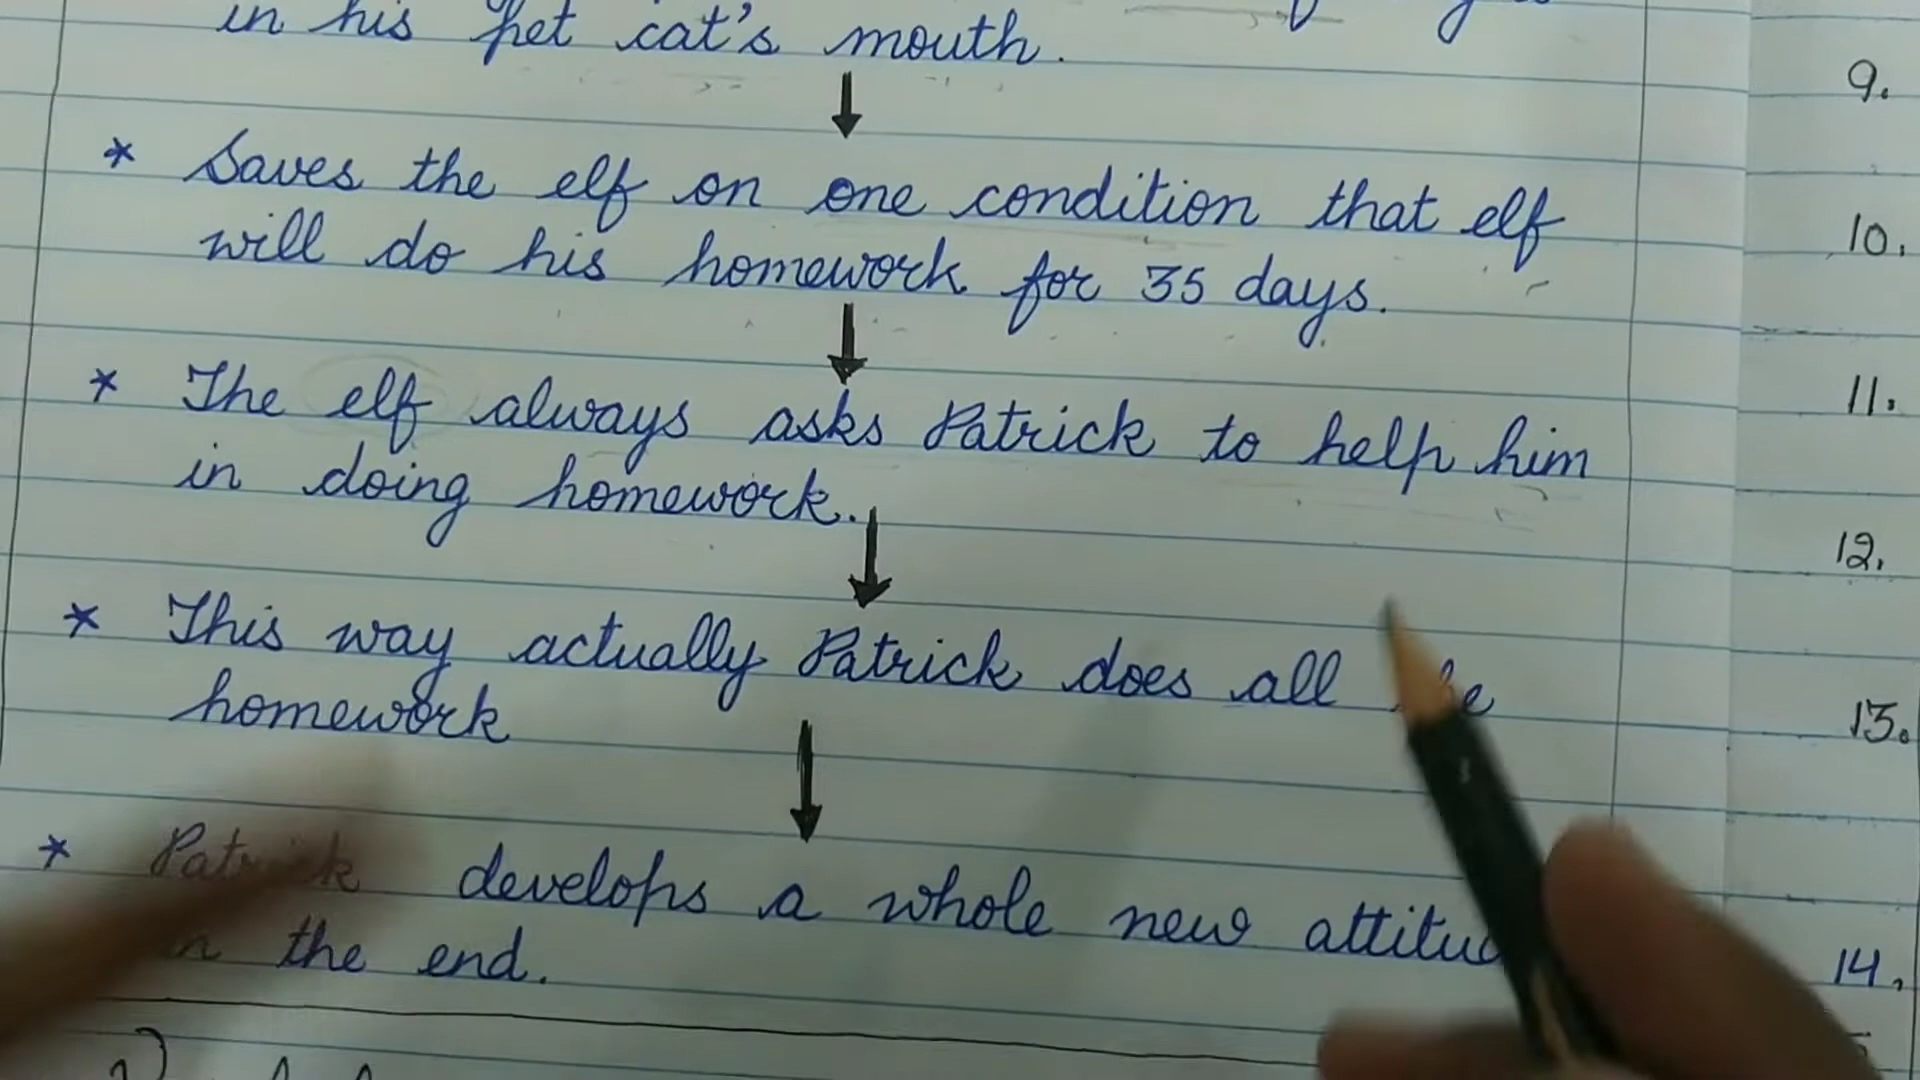 in his pet cat's mouth.
* Saves the elf on one condition that elf
will do his homework for 35 days.
* The elf always asks Patrick to help him
in doing homework.
* This way actually Patrick does all
homework
* Patrick develops a whole new
the end.
9.
10.
11.
12.
13.
14.